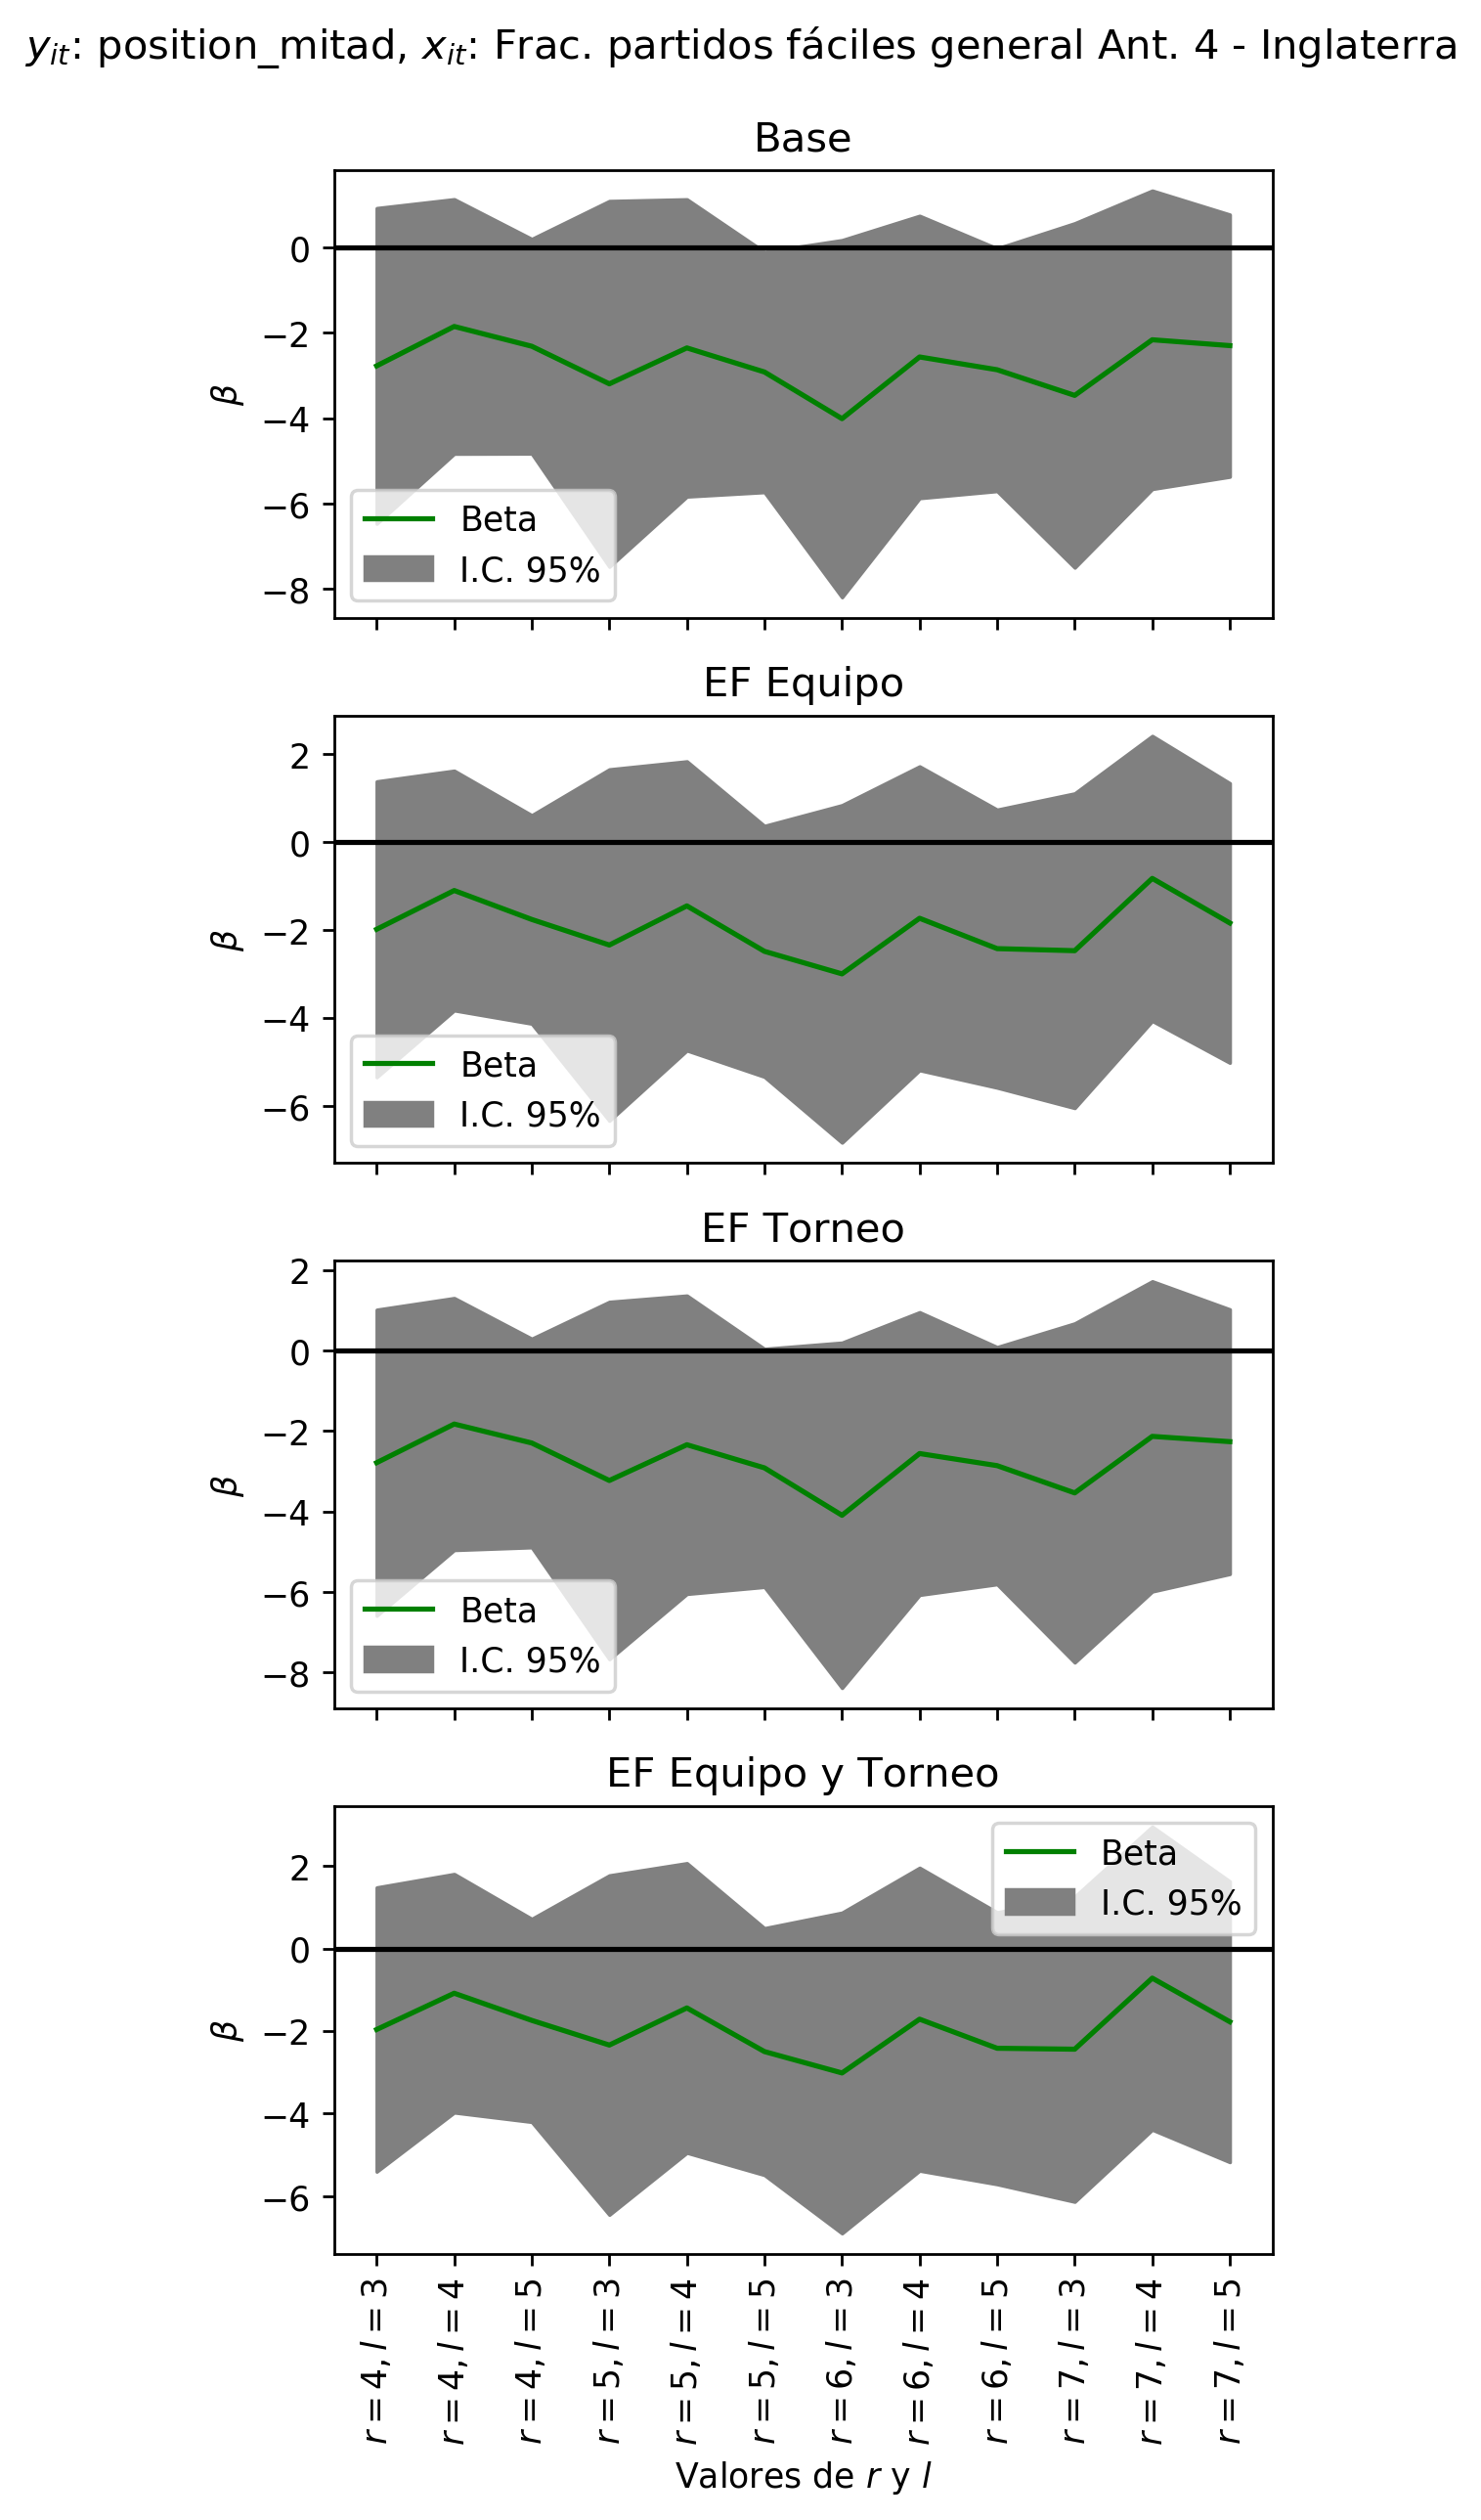 y_it: position_mitad, x_it: Frac. partidos fáciles general Ant. 4 - Inglaterra
Base
0
−2
−4
−6
−8
β
Beta
I.C. 95%
EF Equipo
2
0
−2
−4
−6
β
Beta
I.C. 95%
EF Torneo
2
0
−2
−4
−6
−8
β
Beta
I.C. 95%
EF Equipo y Torneo
2
0
−2
−4
−6
β
Beta
I.C. 95%
r = 4, l = 3
r = 4, l = 4
r = 4, l = 5
r = 5, l = 3
r = 5, l = 4
r = 5, l = 5
r = 6, l = 3
r = 6, l = 4
r = 6, l = 5
r = 7, l = 3
r = 7, l = 4
r = 7, l = 5
Valores de r y l